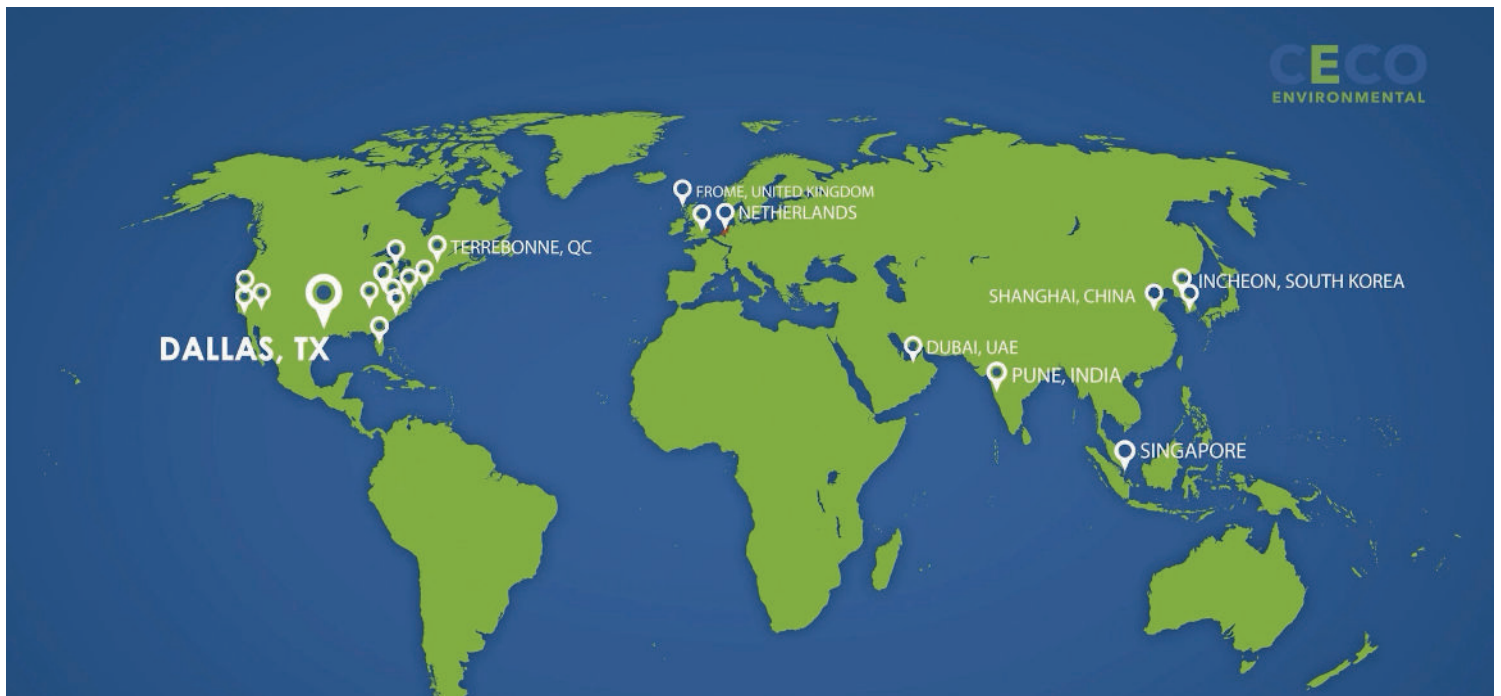 CECO
ENVIRONMENTAL
FROME, UNITED KINGDOM
NETHERLANDS
TERREBONNE, QC
INCHEON, SOUTH KOREA
SHANGHAI, CHINA
DALLAS, TX
DUBAI, UAE
PUNE, INDIA
SINGAPORE